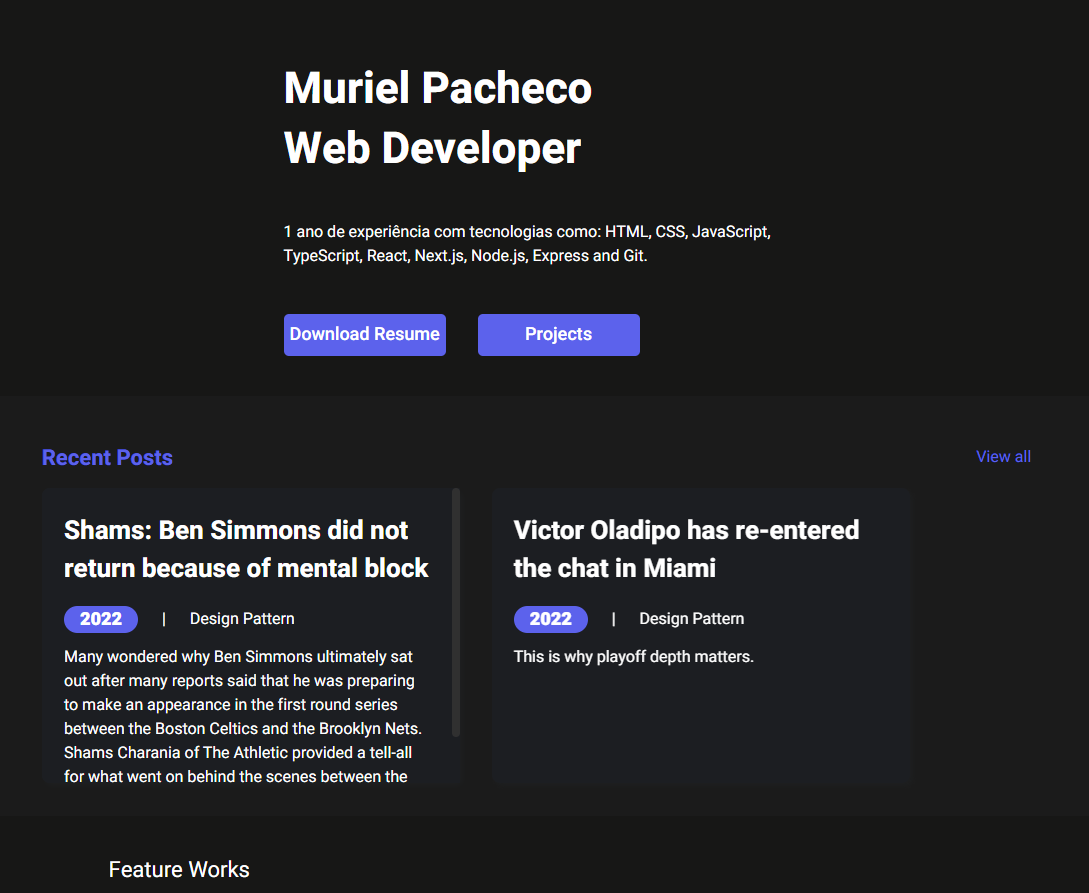 Muriel Pacheco
Web Developer
1 ano de experiência com tecnologias como: HTML, CSS, JavaScript,
TypeScript, React, Next.js, Node.js, Express and Git.
Download Resume
Projects
Recent Posts
View all
Shams: Ben Simmons did not
return because of mental block
2022 | Design Pattern
Many wondered why Ben Simmons ultimately sat
out after many reports said that he was preparing
to make an appearance in the first round series
between the Boston Celtics and the Brooklyn Nets.
Shams Charania of The Athletic provided a tell-all
for what went on behind the scenes between the
Victor Oladipo has re-entered
the chat in Miami
2022 | Design Pattern
This is why playoff depth matters.
Feature Works